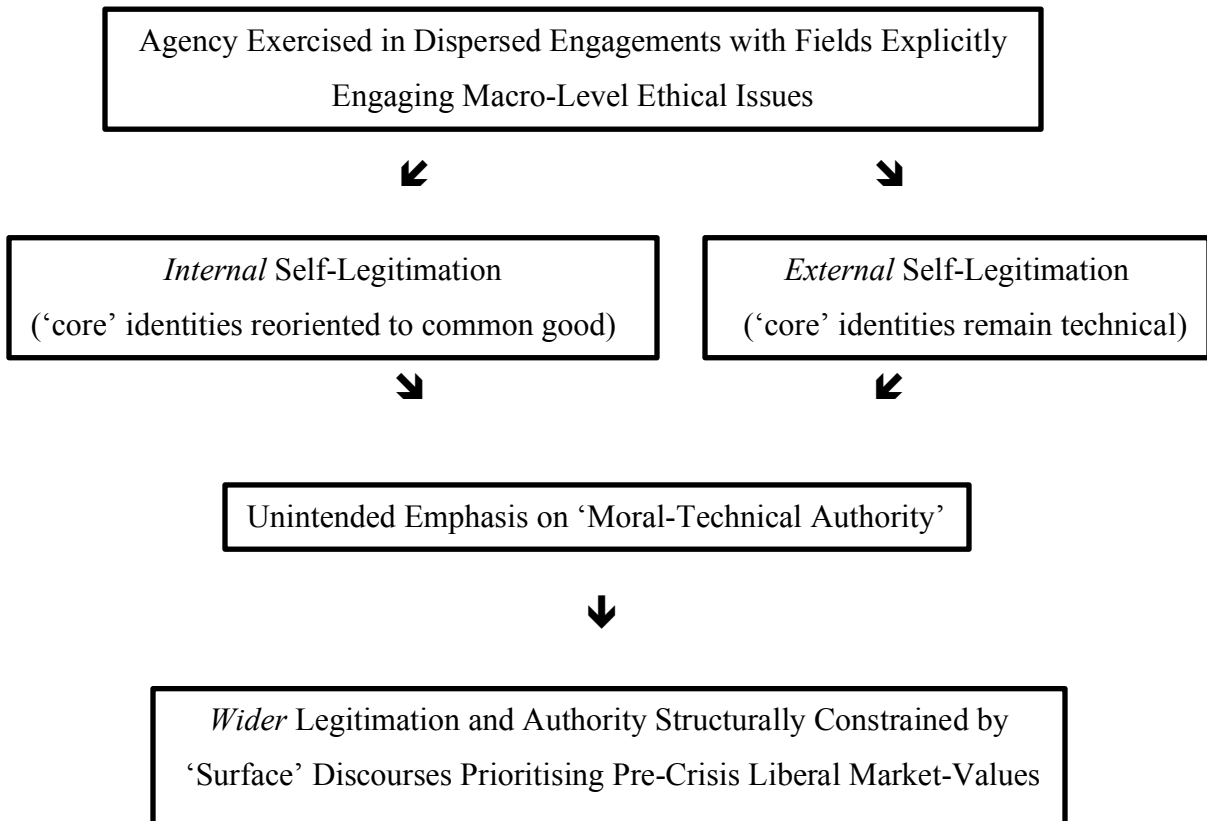 Agency Exercised in Dispersed Engagements with Fields Explicitly
Engaging Macro-Level Ethical Issues
Internal Self-Legitimation
(‘core’ identities reoriented to common good)
External Self-Legitimation
(‘core’ identities remain technical)
Unintended Emphasis on ‘Moral-Technical Authority’
Wider Legitimation and Authority Structurally Constrained by
‘Surface’ Discourses Prioritising Pre-Crisis Liberal Market-Values